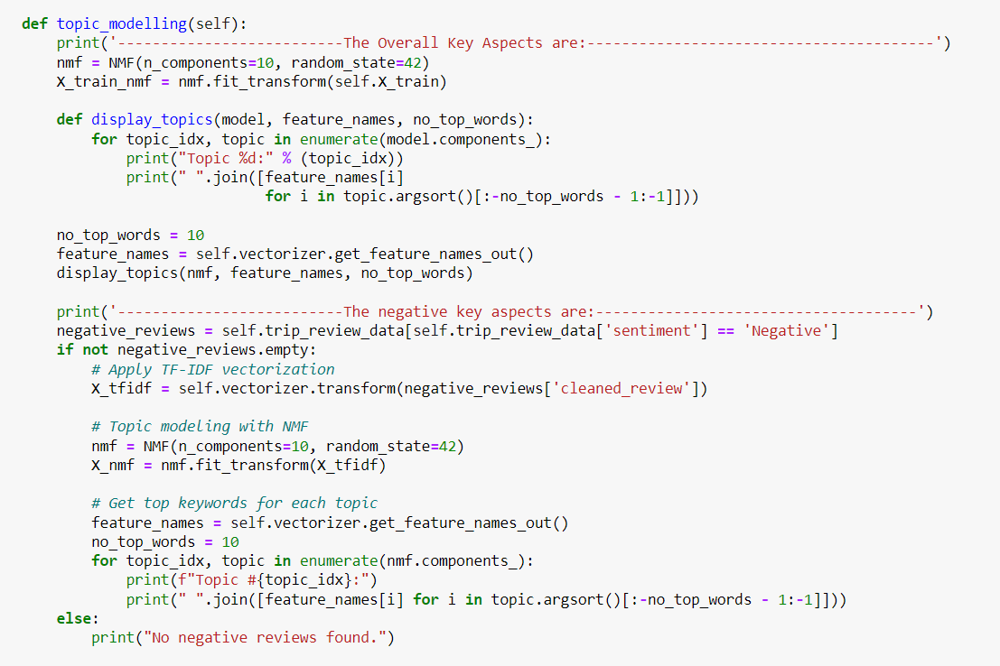 def topic_modelling(self):
    print('--------------------------The Overall Key Aspects are:----------------------------------------')
    nmf = NMF(n_components=10, random_state=42)
    X_train_nmf = nmf.fit_transform(self.X_train)

    def display_topics(model, feature_names, no_top_words):
        for topic_idx, topic in enumerate(model.components_):
            print("Topic %d:" % (topic_idx))
            print(" ".join([feature_names[i]
                            for i in topic.argsort()[:-no_top_words - 1:-1]]))

    no_top_words = 10
    feature_names = self.vectorizer.get_feature_names_out()
    display_topics(nmf, feature_names, no_top_words)

    print('--------------------------The negative key aspects are:-------------------------------------')
    negative_reviews = self.trip_review_data[self.trip_review_data['sentiment'] == 'Negative']
    if not negative_reviews.empty:
        # Apply TF-IDF vectorization
        X_tfidf = self.vectorizer.transform(negative_reviews['cleaned_review'])

        # Topic modeling with NMF
        nmf = NMF(n_components=10, random_state=42)
        X_nmf = nmf.fit_transform(X_tfidf)

        # Get top keywords for each topic
        feature_names = self.vectorizer.get_feature_names_out()
        no_top_words = 10
        for topic_idx, topic in enumerate(nmf.components_):
            print(f"Topic #{topic_idx}:")
            print(" ".join([feature_names[i] for i in topic.argsort()[:-no_top_words - 1:-1]]))
    else:
        print("No negative reviews found.")